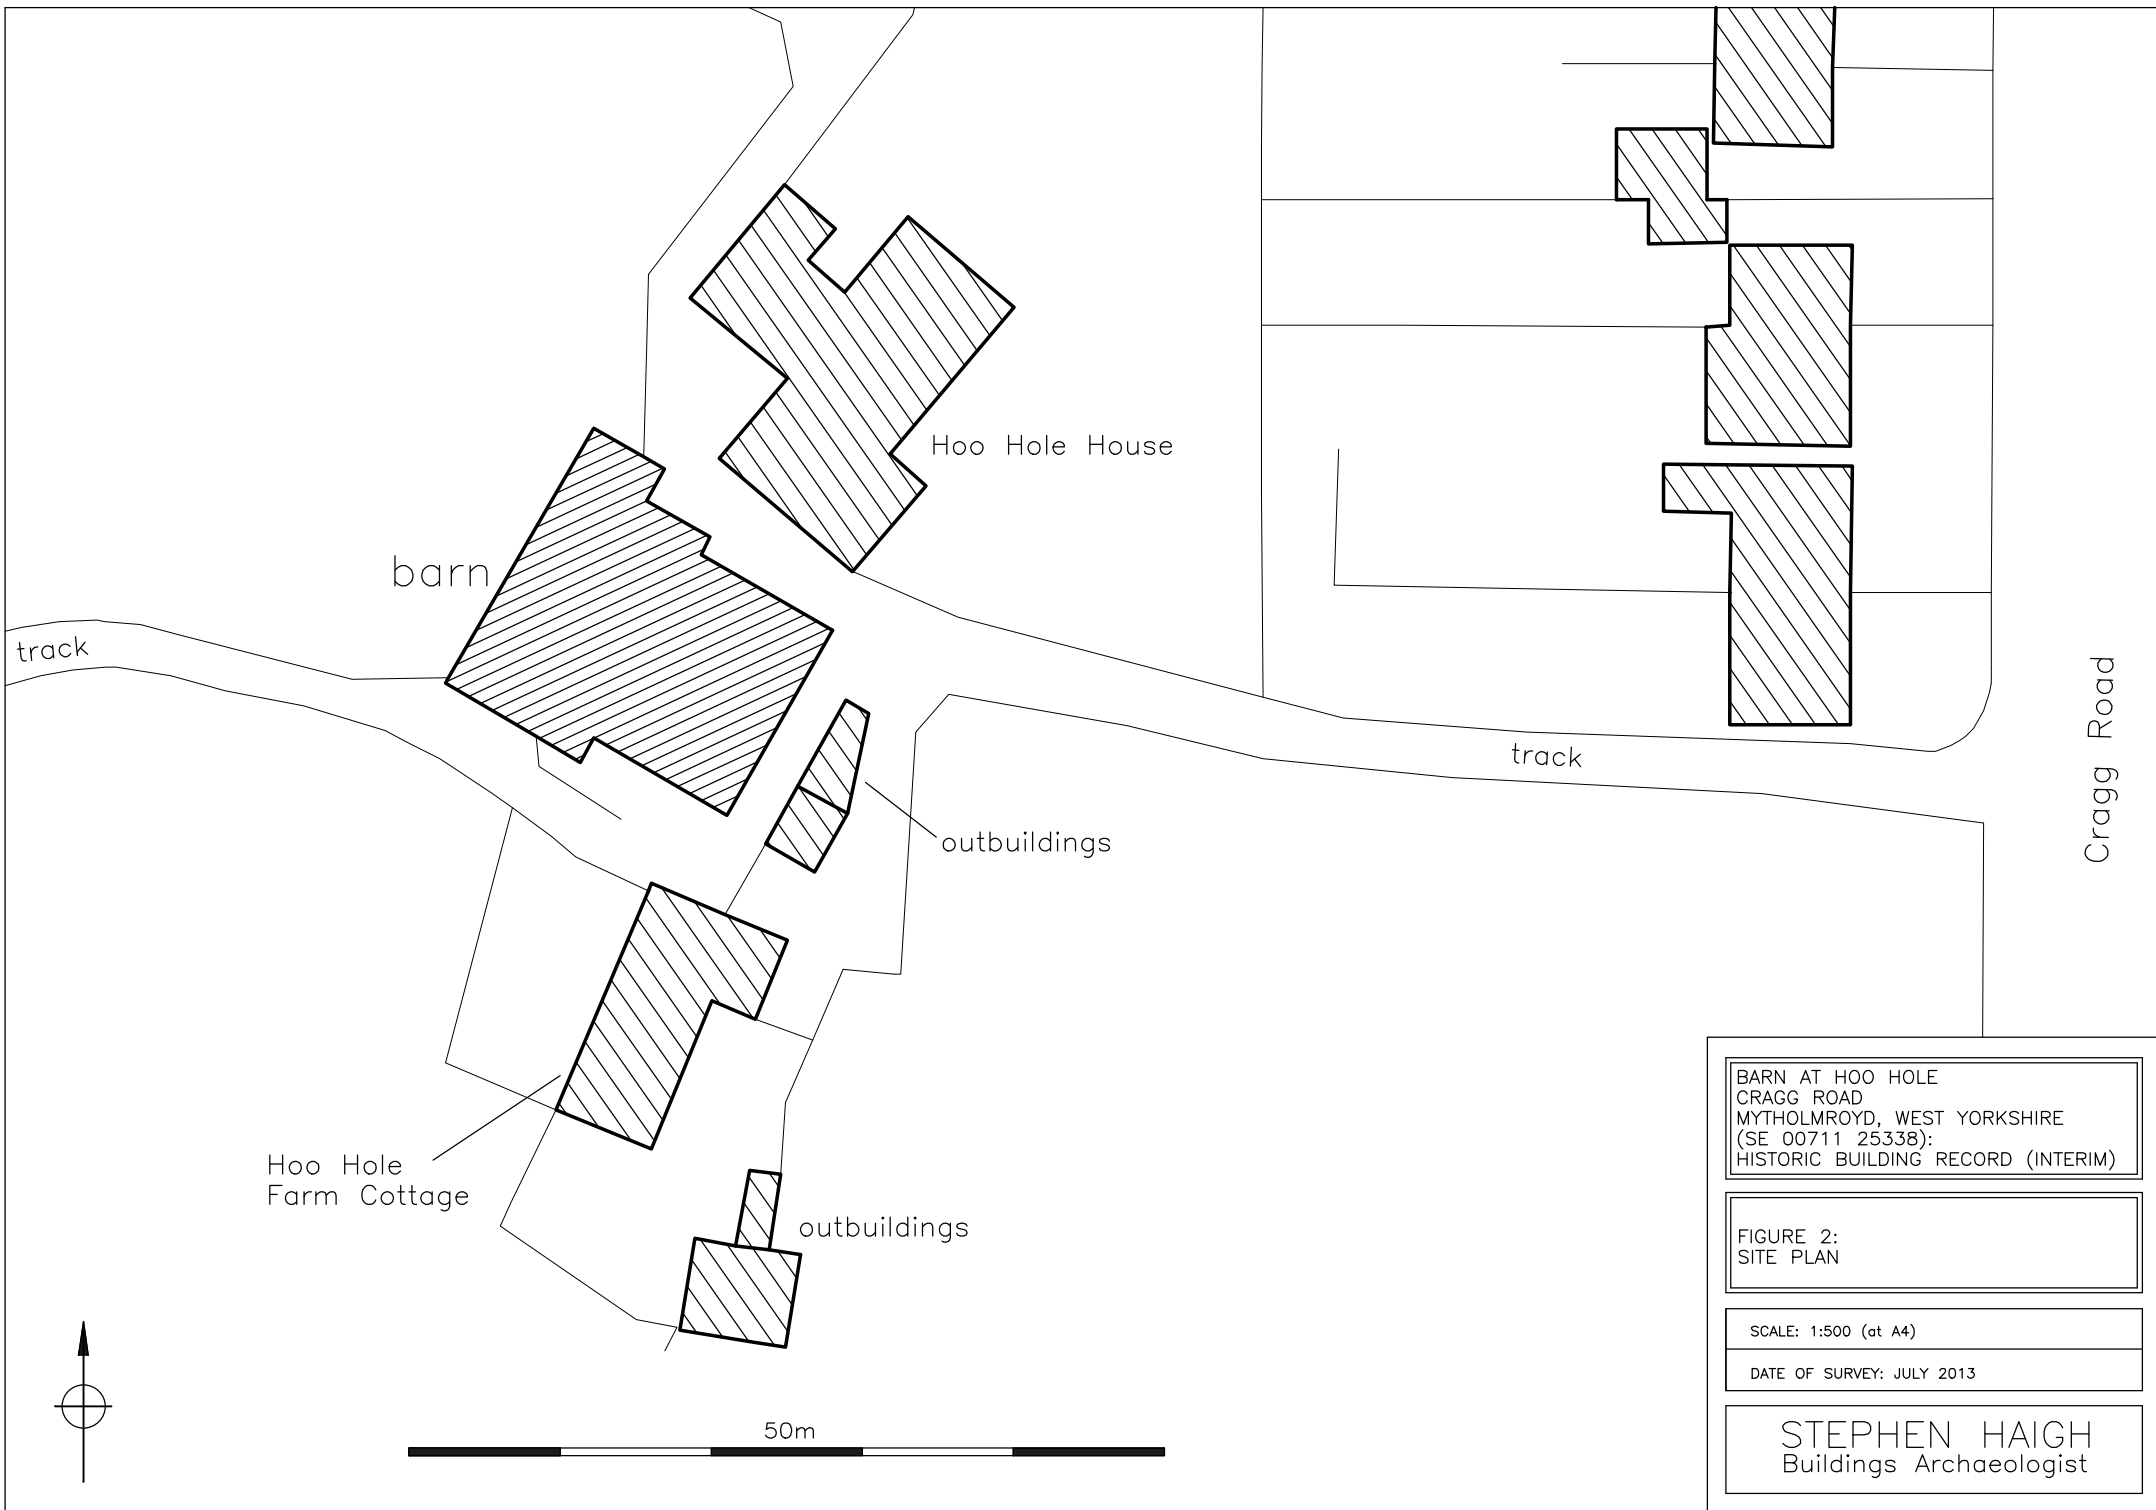 Hoo Hole House
barn
track
track
Cragg Road
outbuildings
Hoo Hole
Farm Cottage
outbuildings
50m
BARN AT HOO HOLE
CRAGG ROAD
MYTHOLMROYD, WEST YORKSHIRE
(SE 00711 25338):
HISTORIC BUILDING RECORD (INTERIM)
FIGURE 2:
SITE PLAN
SCALE: 1:500 (at A4)
DATE OF SURVEY: JULY 2013
STEPHEN HAIGH
Buildings Archaeologist